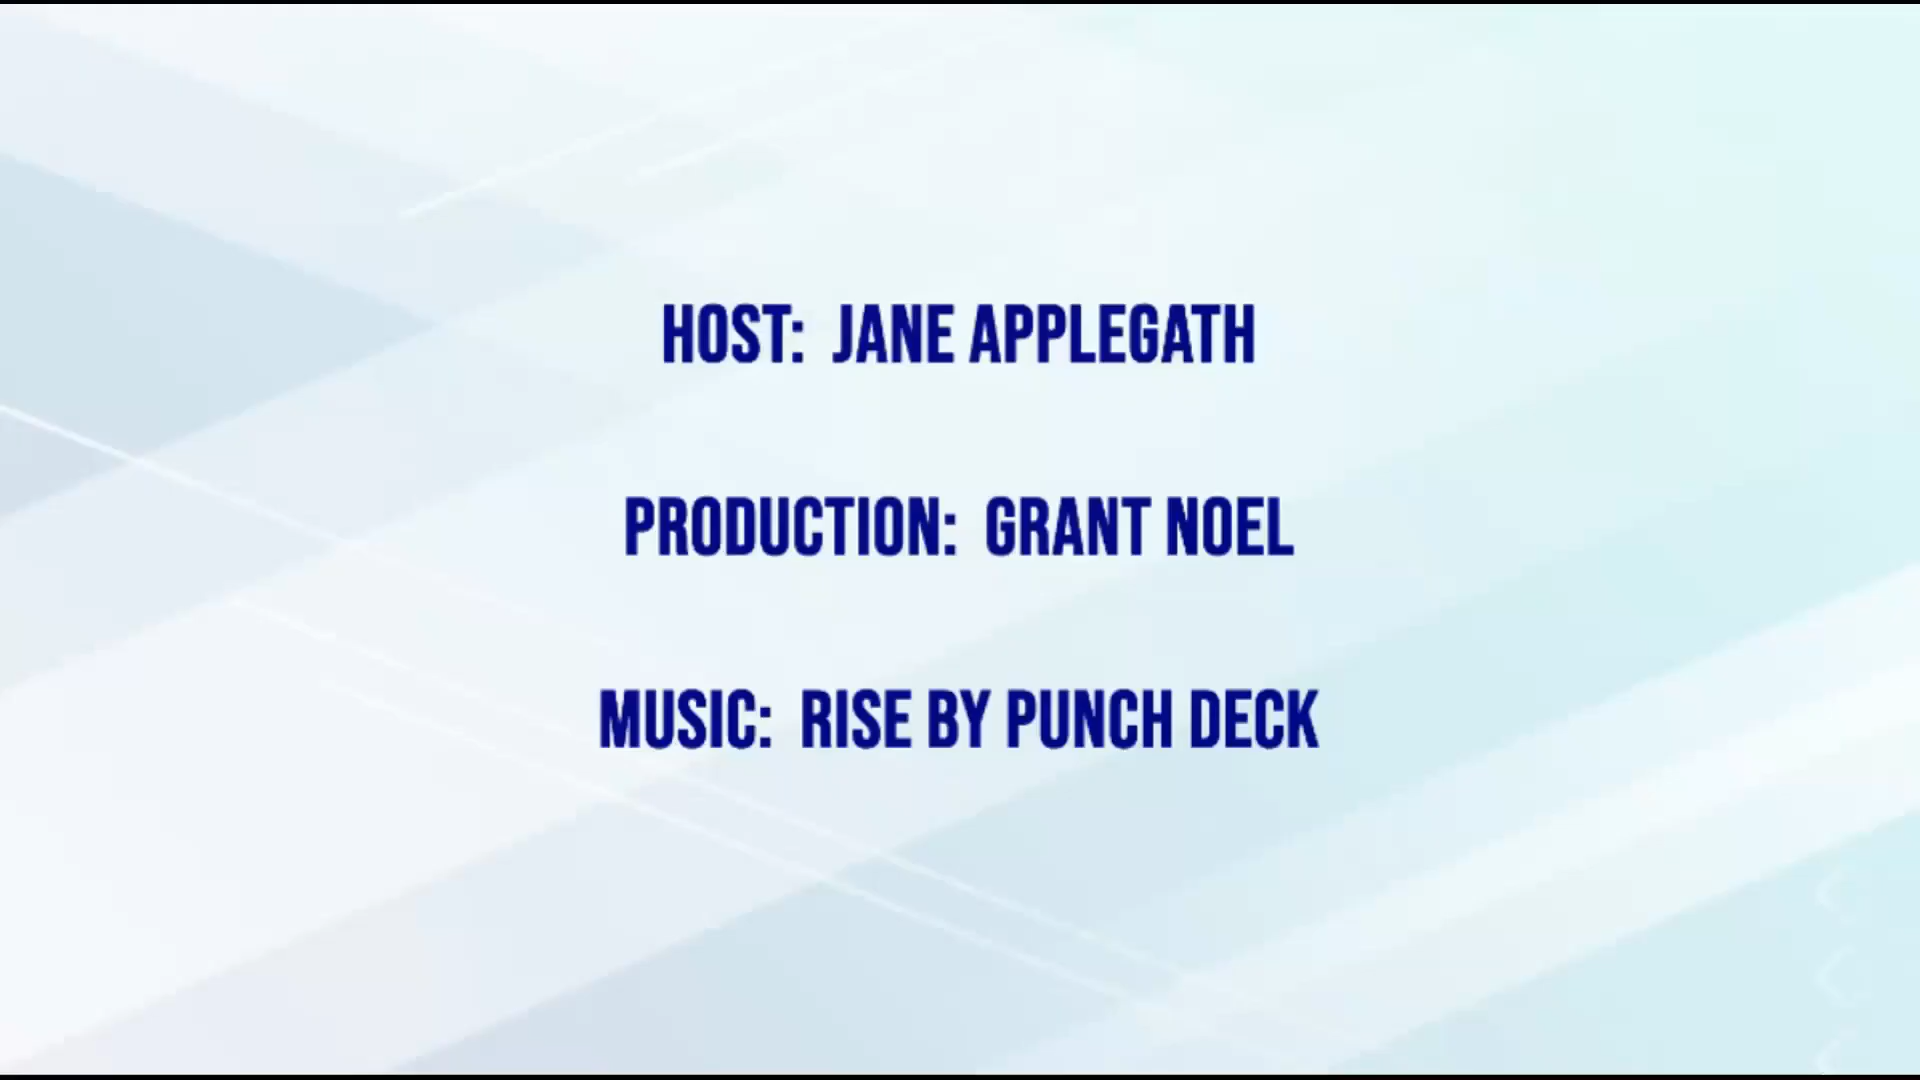 HOST: JANE APPLEGATH
PRODUCTION: GRANT NOEL
MUSIC: RISE BY PUNCH DECK